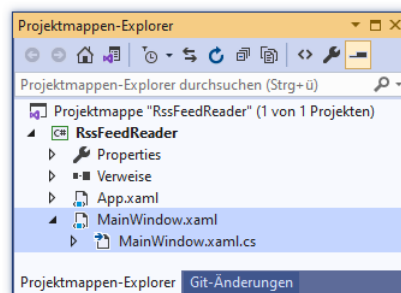 Projektmappen-Explorer
Projektmappen-Explorer durchsuchen (Strg+ü)
Projektmappe "RssFeedReader" (1 von 1 Projekten)
C# RssFeedReader
Properties
Verweise
App.xaml
MainWindow.xaml
MainWindow.xaml.cs
Projektmappen-Explorer Git-Änderungen